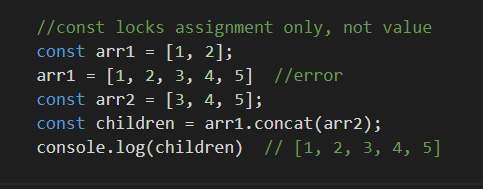 //const locks assignment only, not value
const arr1 = [1, 2];
arr1 = [1, 2, 3, 4, 5]  //error
const arr2 = [3, 4, 5];
const children = arr1.concat(arr2);
console.log(children)  // [1, 2, 3, 4, 5]